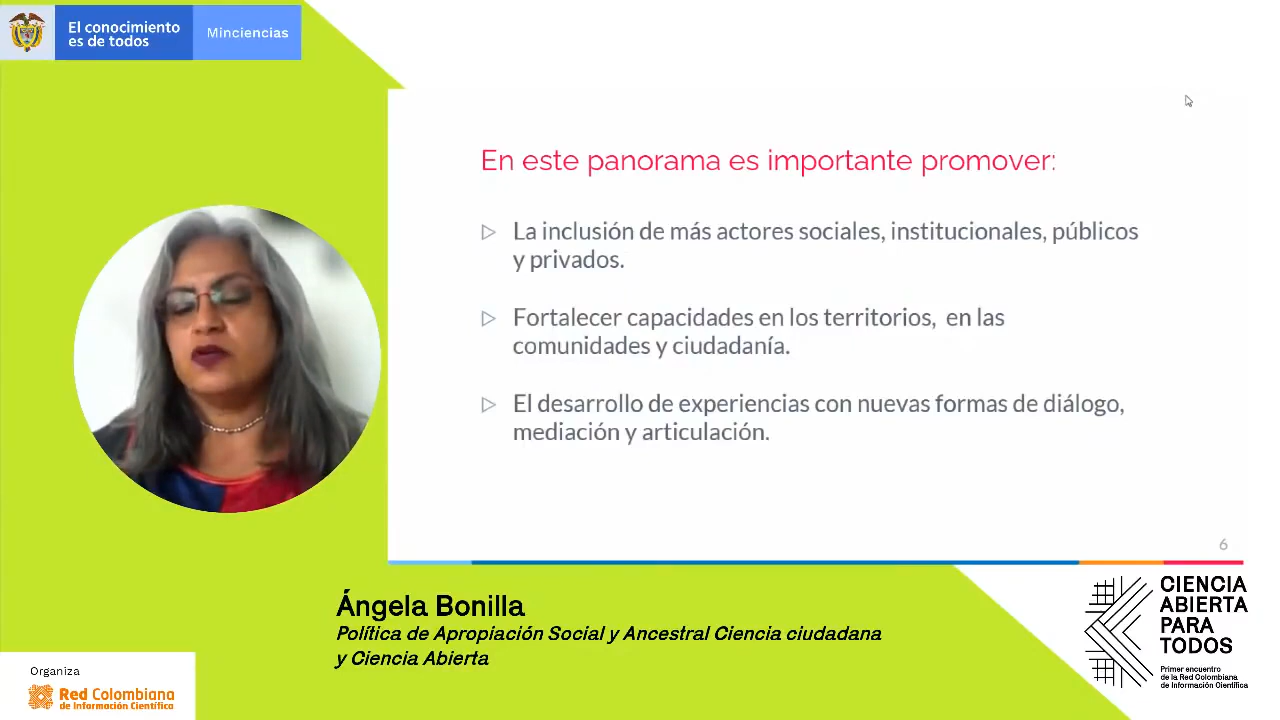 El conocimiento
es de todos
Minciencias
En este panorama es importante promover:
La inclusión de más actores sociales, institucionales, públicos
y privados.
Fortalecer capacidades en los territorios, en las
comunidades y ciudadanía.
El desarrollo de experiencias con nuevas formas de diálogo,
mediación y articulación.
6
Ángela Bonilla
Política de Apropiación Social y Ancestral Ciencia ciudadana
y Ciencia Abierta
Organiza
Red Colombiana
de Información Científica
CIENCIA
ABIERTA
PARA
TODOS
Primer encuentro
de la Red Colombiana
de Información Científica